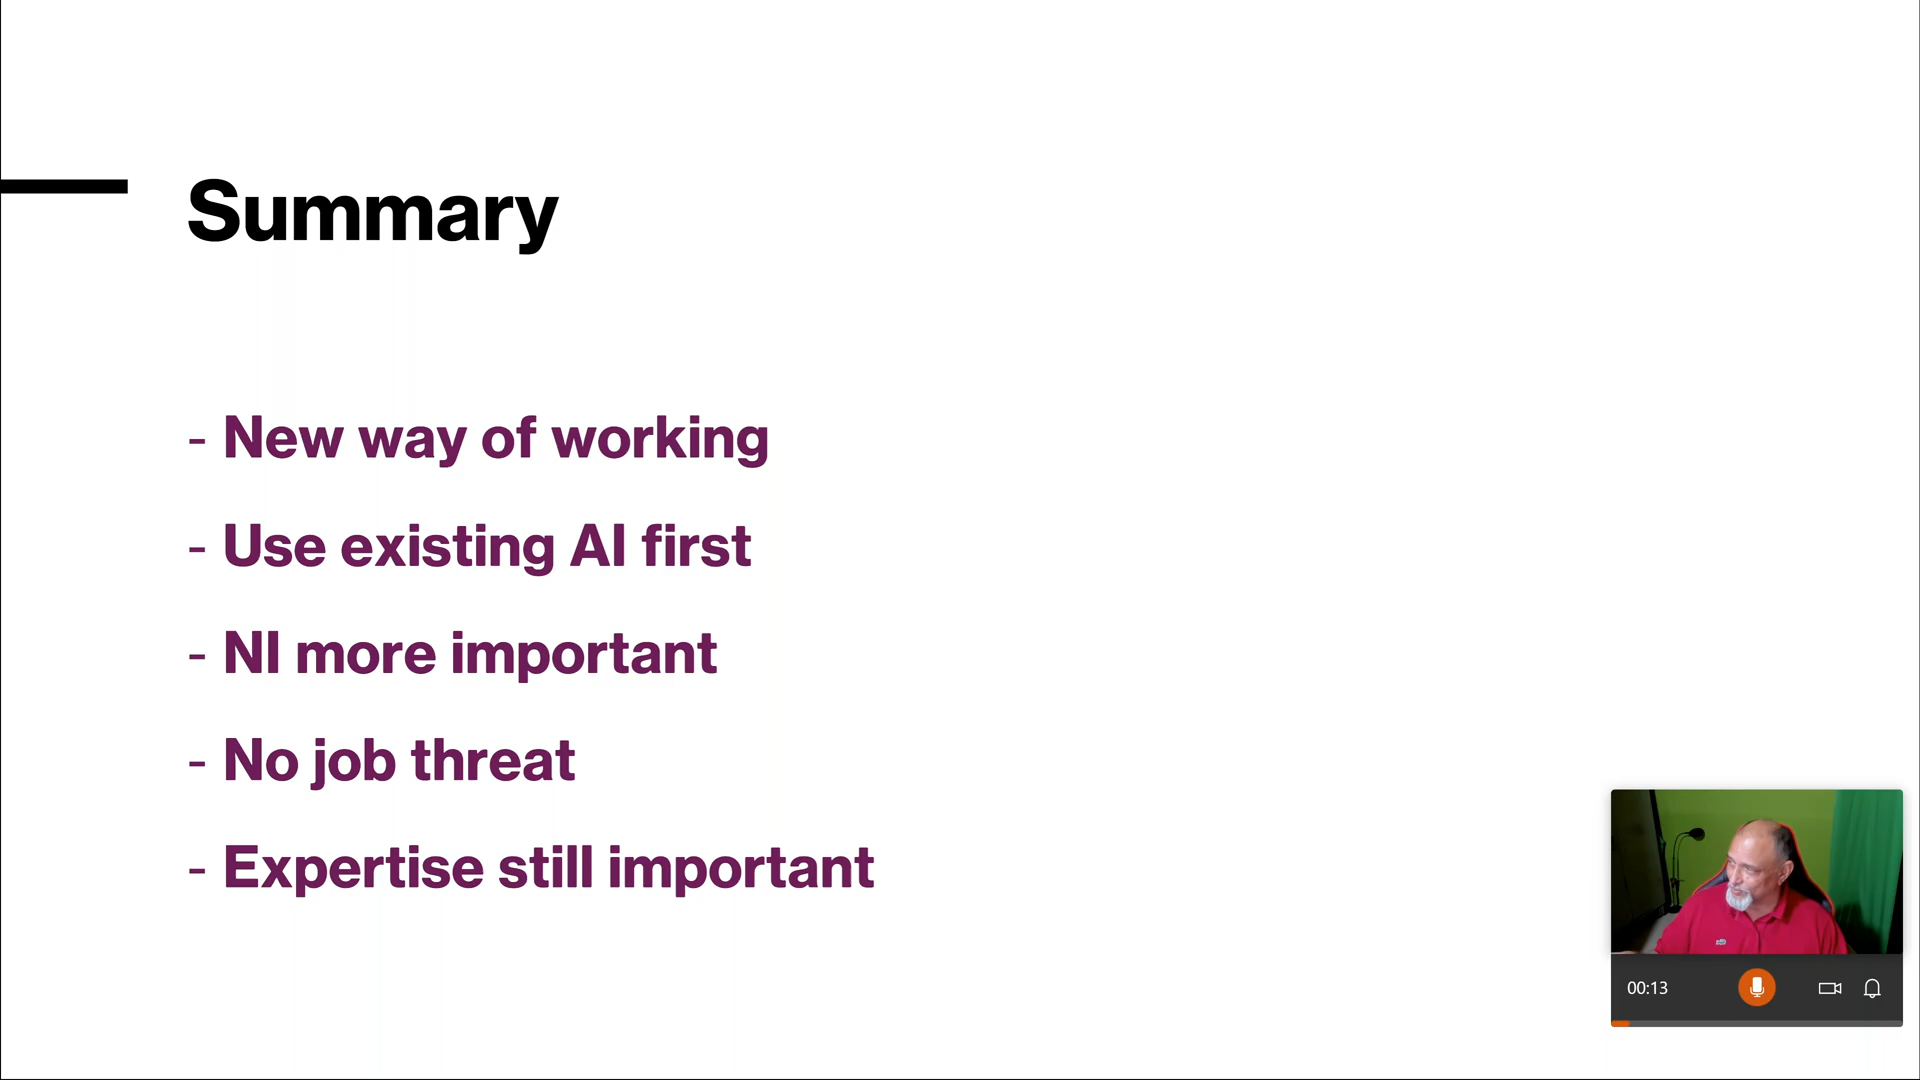 Summary
- New way of working
- Use existing AI first
- NI more important
- No job threat
- Expertise still important
00:13